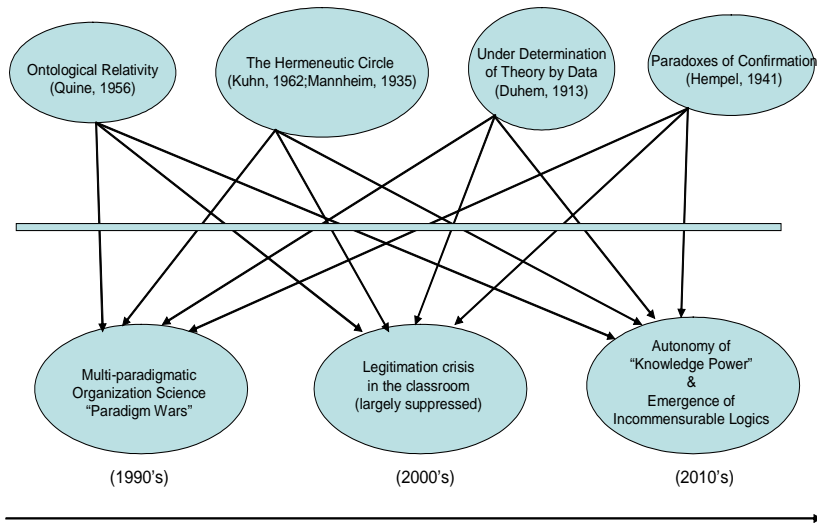 Ontological Relativity
(Quine, 1956)
The Hermeneutic Circle
(Kuhn, 1962;Mannheim, 1935)
Under Determination
of Theory by Data
(Duhem, 1913)
Paradoxes of Confirmation
(Hempel, 1941)
Multi-paradigmatic
Organization Science
“Paradigm Wars”
Legitimation crisis
in the classroom
(largely suppressed)
Autonomy of
“Knowledge Power”
&
Emergence of
Incommensurable Logics
(1990's)
(2000's)
(2010's)